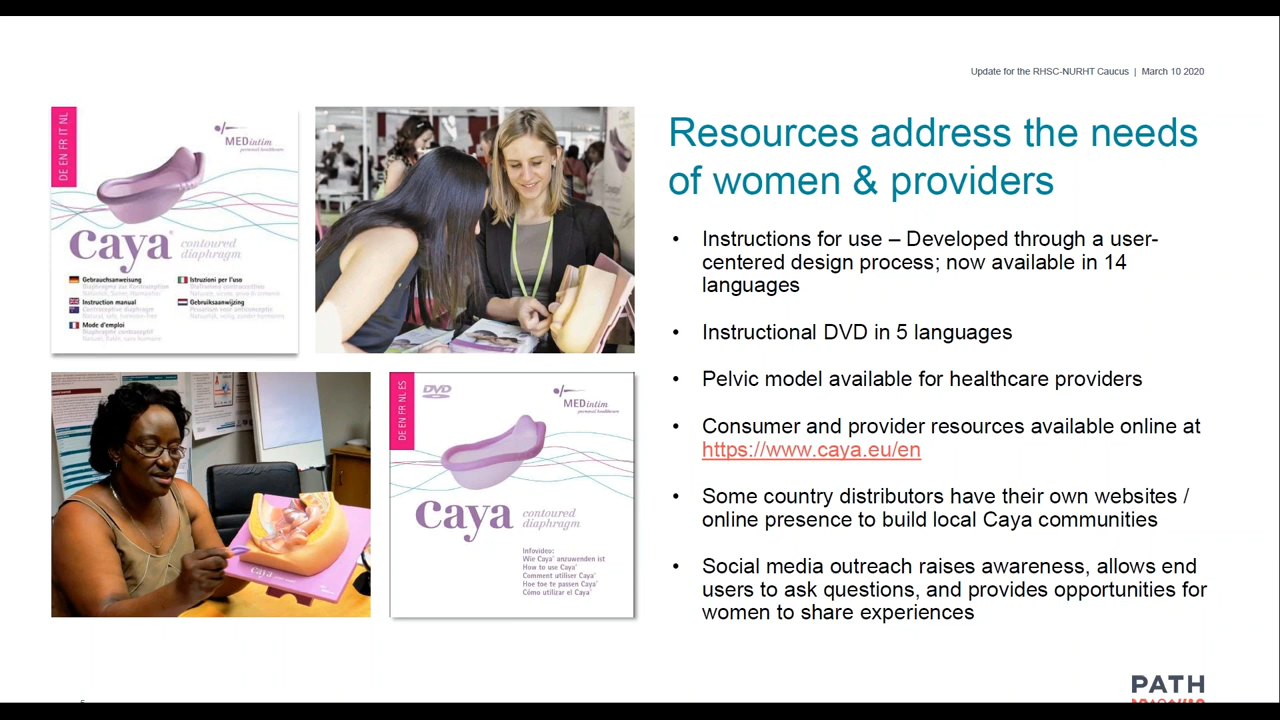 Update for the RHSC-NURHT Caucus | March 10 2020
DE EN FR IT NL
MEDintim
personal healthcare
caya®
contoured
diaphragm
Gebrauchsanweisung
Instruction manual
Mode d'emploi
Istruzioni per l'uso
Gebruiksaanwijzing
DE EN FR NL ES
DVD
MEDintim
personal healthcare
caya®
contoured
diaphragm
Infovideo:
Wie Caya® anzuwenden ist
How to use Caya®
Comment utiliser Caya®
Hoe toe te passen Caya®
Cómo utilizar el Caya®
Resources address the needs
of women & providers
• Instructions for use – Developed through a user-
centered design process; now available in 14
languages
• Instructional DVD in 5 languages
• Pelvic model available for healthcare providers
• Consumer and provider resources available online at
https://www.caya.eu/en
• Some country distributors have their own websites /
online presence to build local Caya communities
• Social media outreach raises awareness, allows end
users to ask questions, and provides opportunities for
women to share experiences
PATH